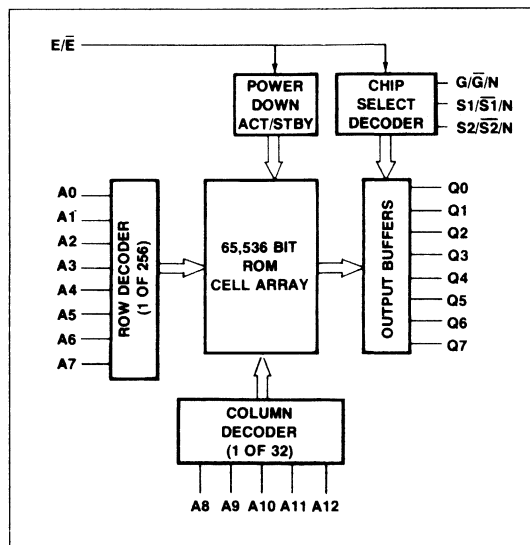 E/E̅
POWER
DOWN
ACT/STBY
CHIP
SELECT
DECODER
G/G̅/N
S1/S̅1̅/N
S2/S̅2̅/N
A0
A1
A2
A3
A4
A5
A6
A7
ROW DECODER
(1 OF 256)
65,536 BIT
ROM
CELL ARRAY
OUTPUT BUFFERS
Q0
Q1
Q2
Q3
Q4
Q5
Q6
Q7
COLUMN
DECODER
(1 OF 32)
A8 A9 A10 A11 A12